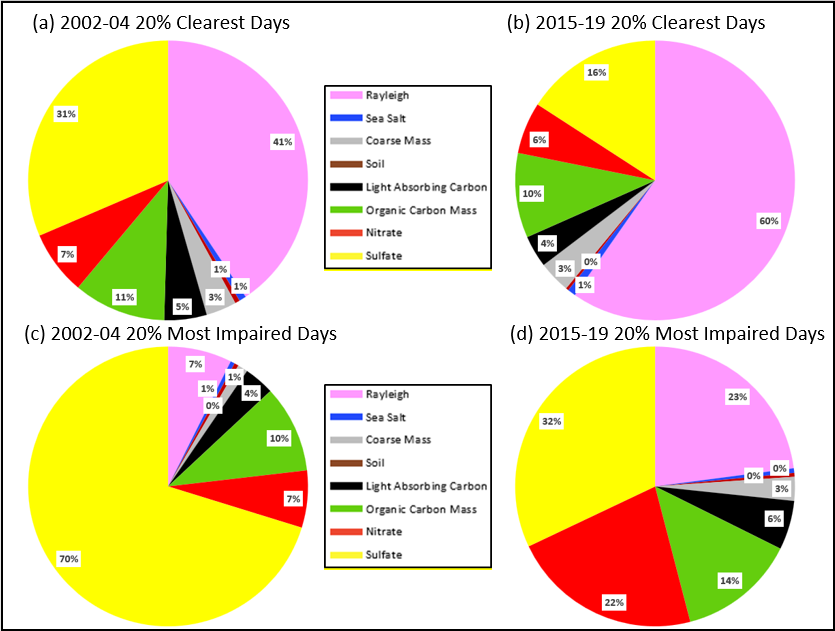 (a) 2002-04 20% Clearest Days
(b) 2015-19 20% Clearest Days
31%
41%
7%
11%
5%
3%
1%
1%
Rayleigh
Sea Salt
Coarse Mass
Soil
Light Absorbing Carbon
Organic Carbon Mass
Nitrate
Sulfate
16%
6%
10%
4%
3%
0%
1%
60%
(c) 2002-04 20% Most Impaired Days
(d) 2015-19 20% Most Impaired Days
7%
1%
1%
0%
4%
10%
7%
70%
Rayleigh
Sea Salt
Coarse Mass
Soil
Light Absorbing Carbon
Organic Carbon Mass
Nitrate
Sulfate
32%
23%
0%
0%
3%
6%
14%
22%